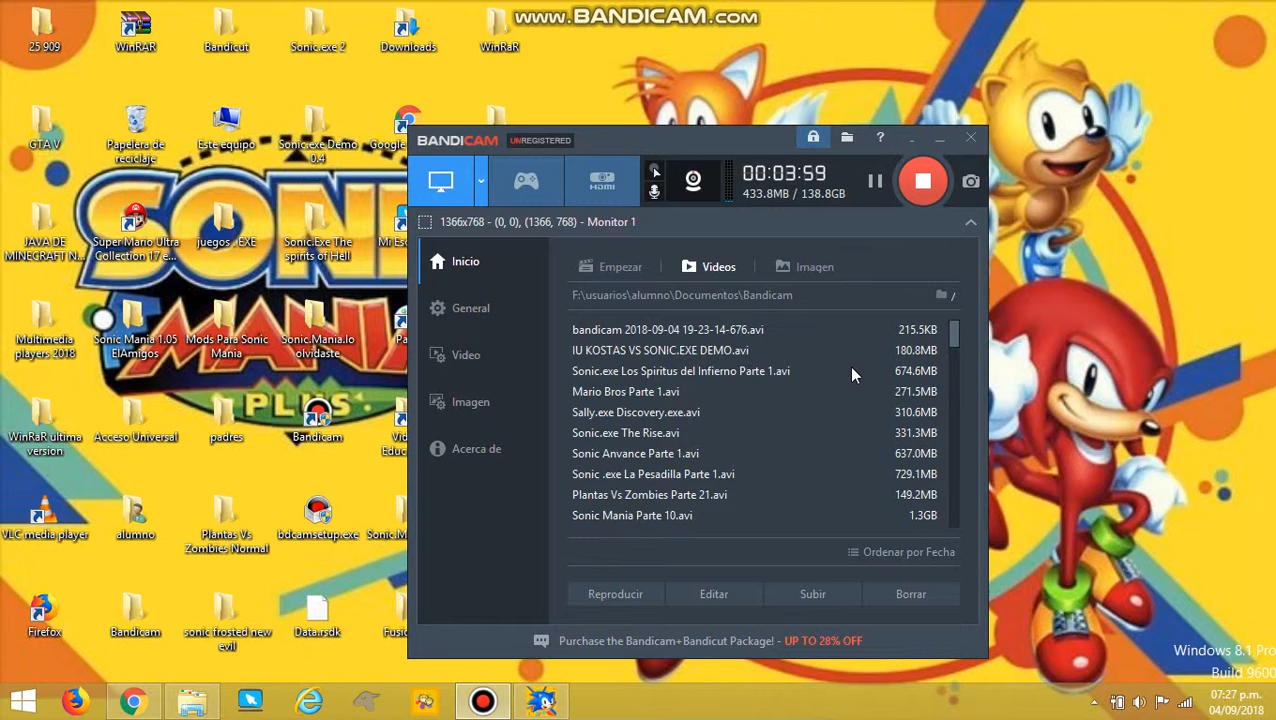 www.BANDICAM.com
25 909
WinRAR
Bandicut
Sonic.exe 2
Downloads
WinRaR
GTA V
Papelera de reciclaje
Este equipo
Sonic.exe Demo 0.4
Google
JAVA DE MINECRAFT N...
Super Mario Ultra Collection 17 e...
juegos .EXE
Sonic.Exe The spirits of Hell
Mi Es
Multimedia players 2018
Sonic Mania 1.05 ElAmigos
Mods Para Sonic Mania
Sonic.Mania.lo olvidaste
WinRaR ultima version
Acceso Universal
padres
Bandicam
VLC media player
alumno
Plantas Vs Zombies Normal
bdcamsetup.exe
Firefox
Bandicam
sonic frosted new evil
Data.rsdk
SONIC
MANIA
PLUS
BANDICAM UNREGISTERED
?
HDMI
00:03:59
433.8MB / 138.8GB
1366x768 - (0, 0), (1366, 768) - Monitor 1
Inicio
General
Video
Imagen
Acerca de
Empezar
Videos
Imagen
F:\usuarios\alumno\Documentos\Bandicam
/
bandicam 2018-09-04 19-23-14-676.avi 215.5KB
IU KOSTAS VS SONIC.EXE DEMO.avi 180.8MB
Sonic.exe Los Spiritus del Infierno Parte 1.avi 674.6MB
Mario Bros Parte 1.avi 271.5MB
Sally.exe Discovery.exe.avi 310.6MB
Sonic.exe The Rise.avi 331.3MB
Sonic Anvance Parte 1.avi 637.0MB
Sonic .exe La Pesadilla Parte 1.avi 729.1MB
Plantas Vs Zombies Parte 21.avi 149.2MB
Sonic Mania Parte 10.avi 1.3GB
Ordenar por Fecha
Reproducir
Editar
Subir
Borrar
Purchase the Bandicam+Bandicut Package! - UP TO 28% OFF
Windows 8.1 Pro
Build 9600
07:27 p.m.
04/09/2018